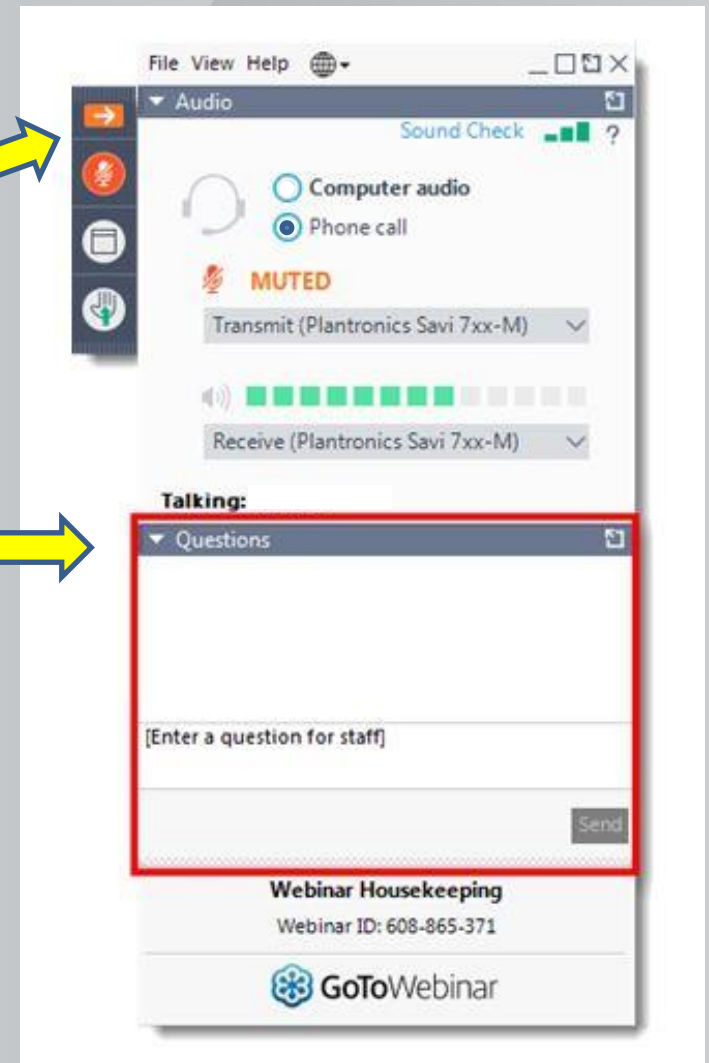 File View Help
Audio
Sound Check ?
Computer audio
Phone call
MUTED
Transmit (Plantronics Savi 7xx-M)
Receive (Plantronics Savi 7xx-M)
Talking:
Questions
[Enter a question for staff]
Send
Webinar Housekeeping
Webinar ID: 608-865-371
GoToWebinar